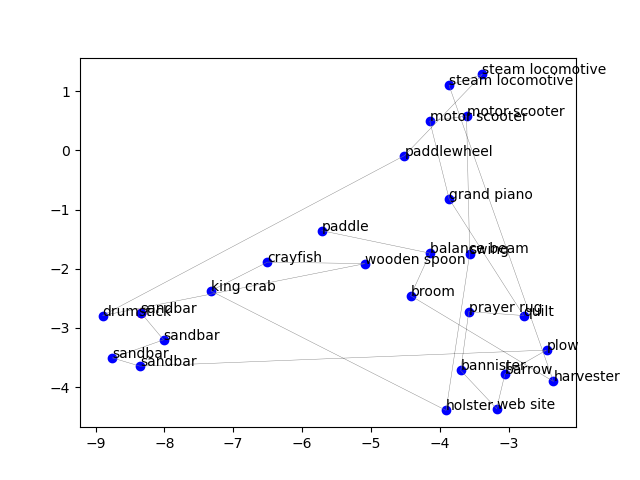 steam locomotive
steam locomotive
motor scooter
motor scooter
paddlewheel
grand piano
paddle
balance beam
swing
crayfish
wooden spoon
king crab
broom
drumstick
sandbar
prayer rug
quilt
sandbar
sandbar
sandbar
plow
bannister
barrow
harvester
holster
web site
1
0
−1
−2
−3
−4
−9
−8
−7
−6
−5
−4
−3